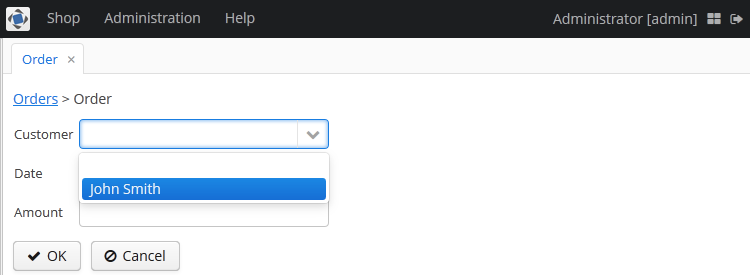 Shop Administration Help Administrator [admin]
Order ×
Orders > Order
Customer
John Smith
Date
Amount
OK Cancel